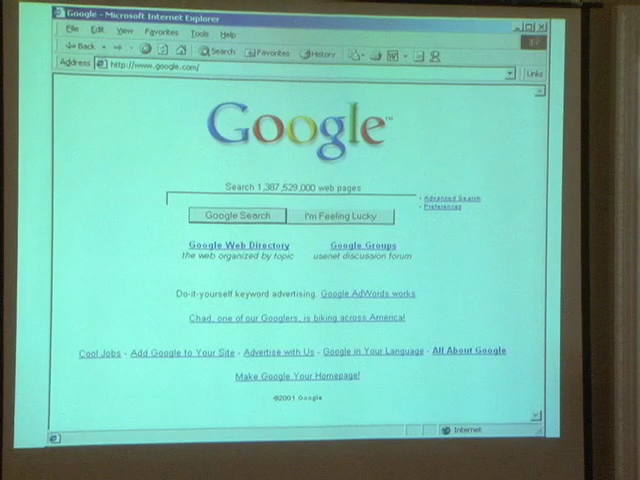 Google - Microsoft Internet Explorer
File Edit View Favorites Tools Help
Back Search Favorites History
Address http://www.google.com/ Links
Google™
Search 1,387,529,000 web pages
· Advanced Search
· Preferences
Google Search I'm Feeling Lucky
Google Web Directory Google Groups
the web organized by topic usenet discussion forum
Do-it-yourself keyword advertising. Google AdWords works
Chad, one of our Googlers, is biking across America!
Cool Jobs - Add Google to Your Site - Advertise with Us - Google in Your Language - All About Google
Make Google Your Homepage!
©2001 Google
Internet